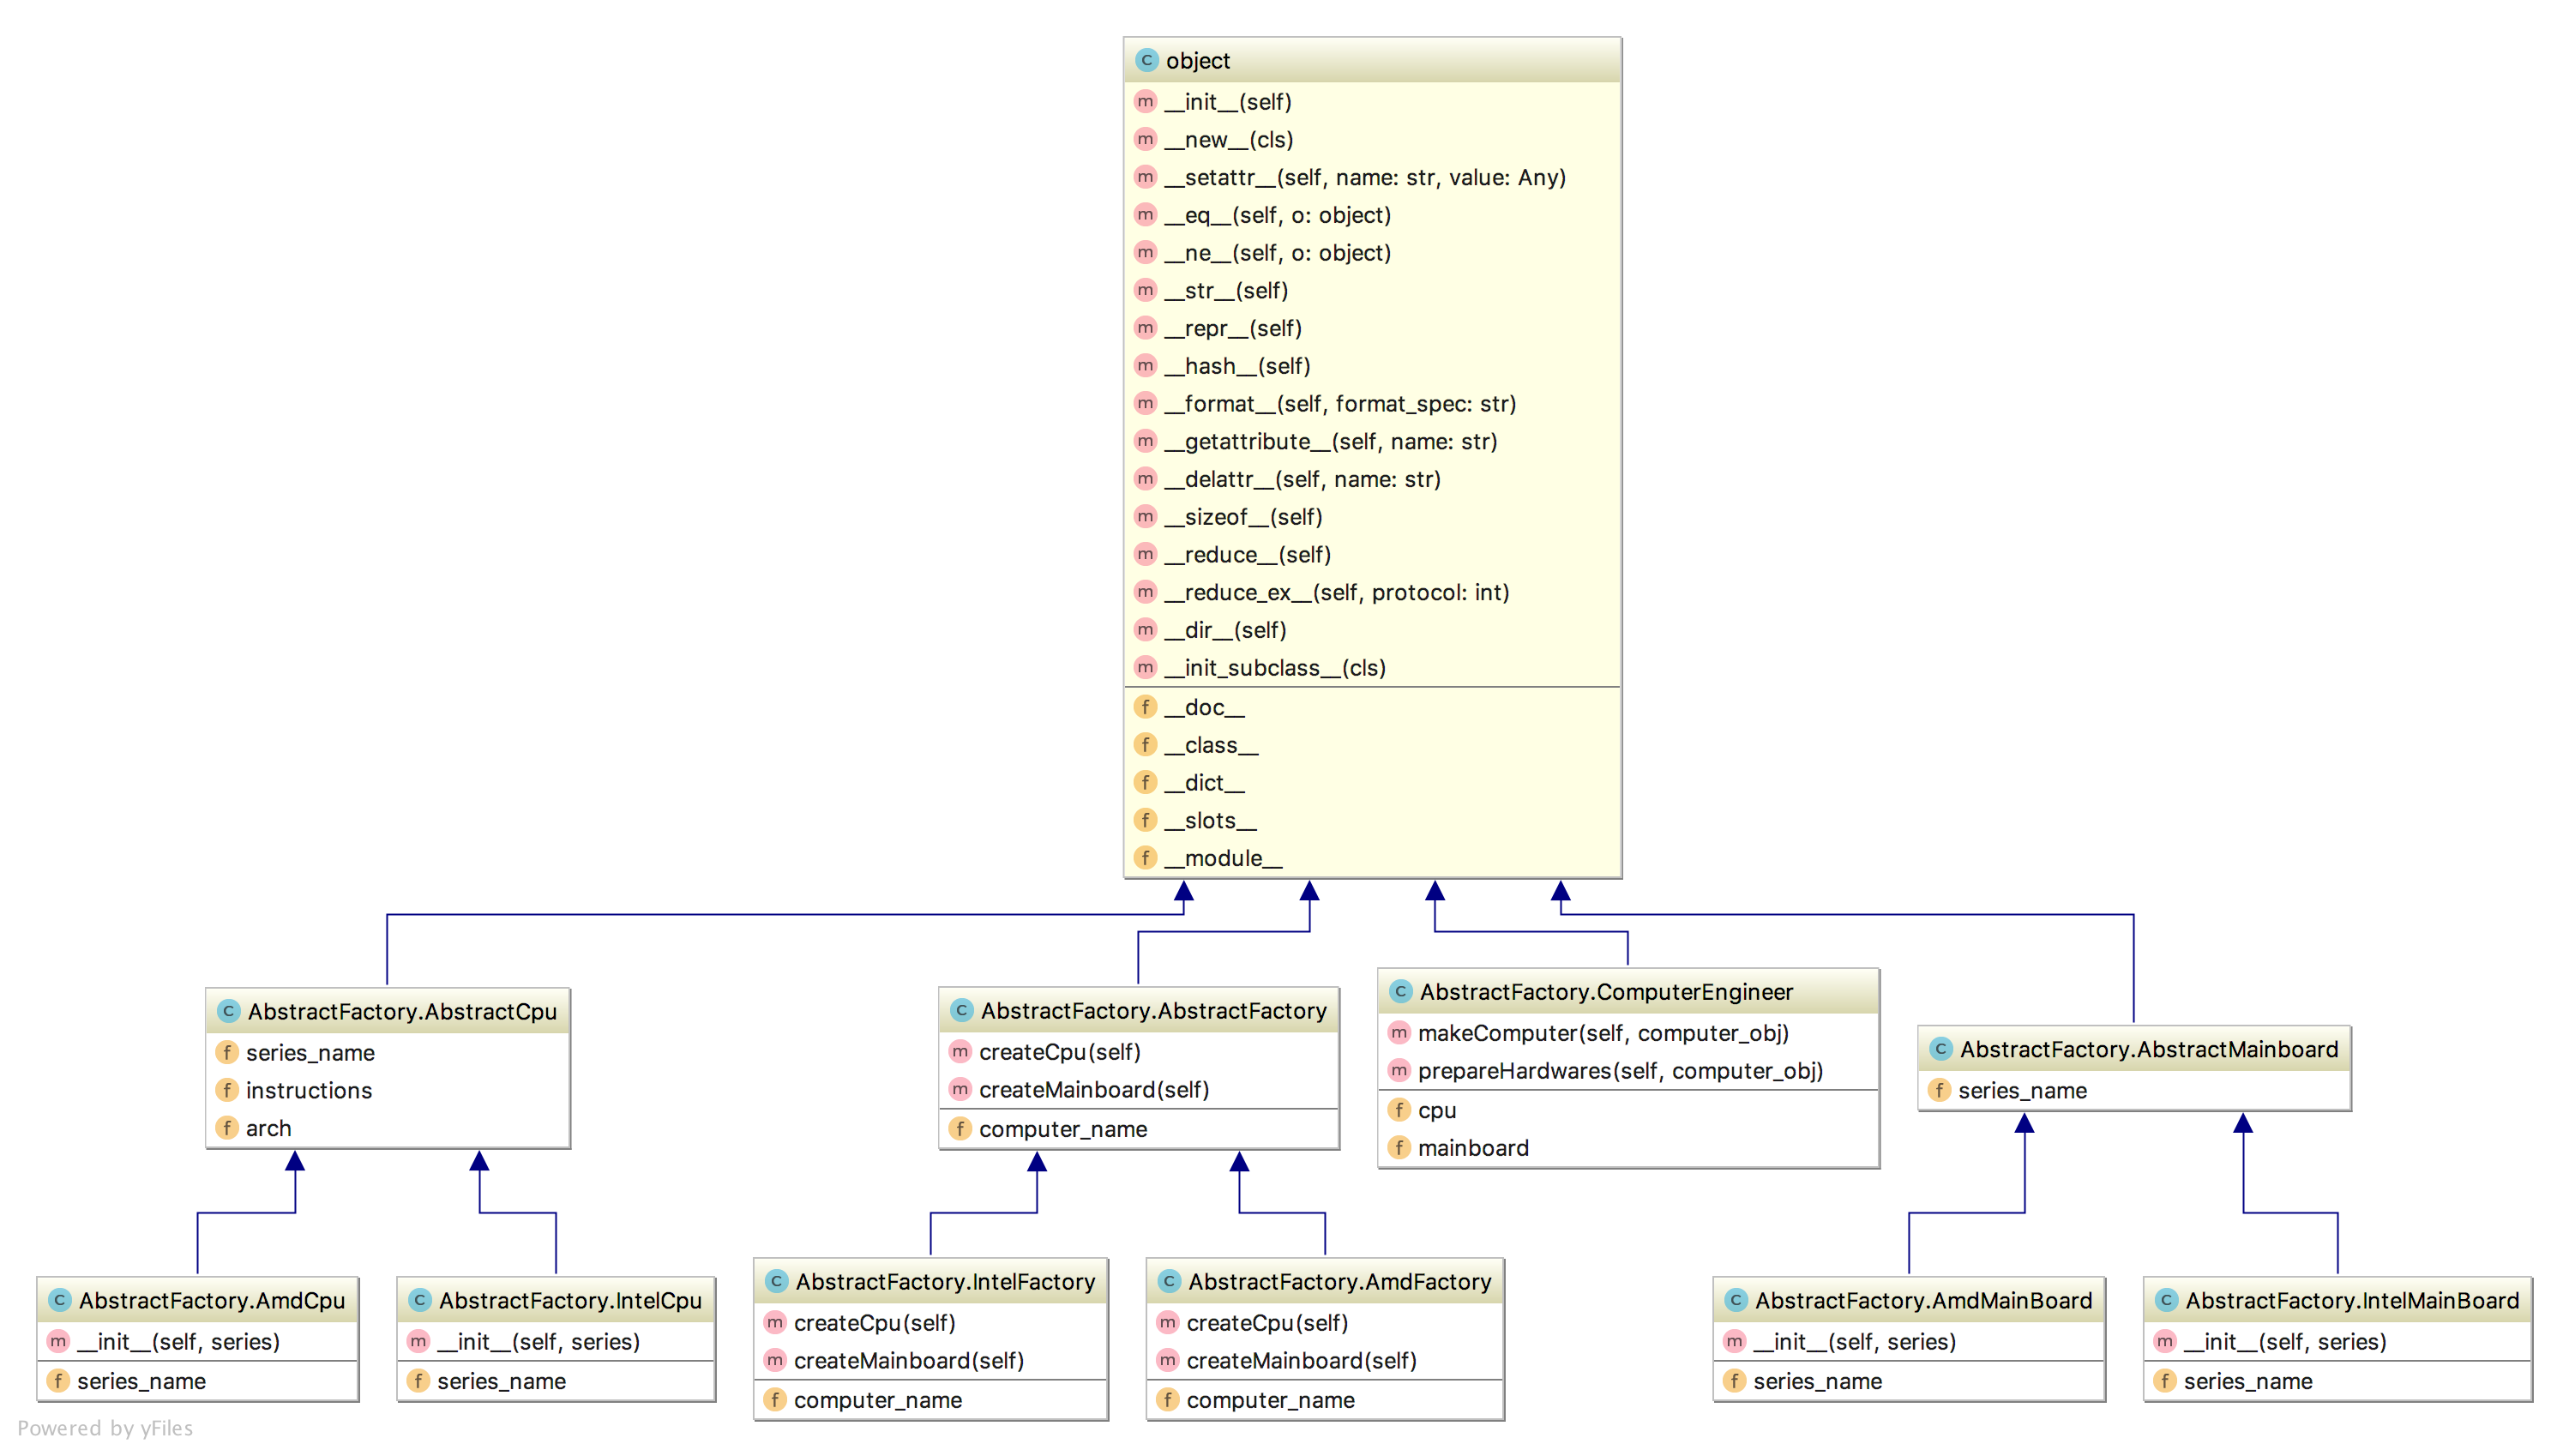 C object
m __init__(self)
m __new__(cls)
m __setattr__(self, name: str, value: Any)
m __eq__(self, o: object)
m __ne__(self, o: object)
m __str__(self)
m __repr__(self)
m __hash__(self)
m __format__(self, format_spec: str)
m __getattribute__(self, name: str)
m __delattr__(self, name: str)
m __sizeof__(self)
m __reduce__(self)
m __reduce_ex__(self, protocol: int)
m __dir__(self)
m __init_subclass__(cls)
f __doc__
f __class__
f __dict__
f __slots__
f __module__
C AbstractFactory.AbstractCpu
f series_name
f instructions
f arch
C AbstractFactory.AbstractFactory
m createCpu(self)
m createMainboard(self)
f computer_name
C AbstractFactory.ComputerEngineer
m makeComputer(self, computer_obj)
m prepareHardwares(self, computer_obj)
f cpu
f mainboard
C AbstractFactory.AbstractMainboard
f series_name
C AbstractFactory.AmdCpu
m __init__(self, series)
f series_name
C AbstractFactory.IntelCpu
m __init__(self, series)
f series_name
C AbstractFactory.IntelFactory
m createCpu(self)
m createMainboard(self)
f computer_name
C AbstractFactory.AmdFactory
m createCpu(self)
m createMainboard(self)
f computer_name
C AbstractFactory.AmdMainBoard
m __init__(self, series)
f series_name
C AbstractFactory.IntelMainBoard
m __init__(self, series)
f series_name
Powered by yFiles